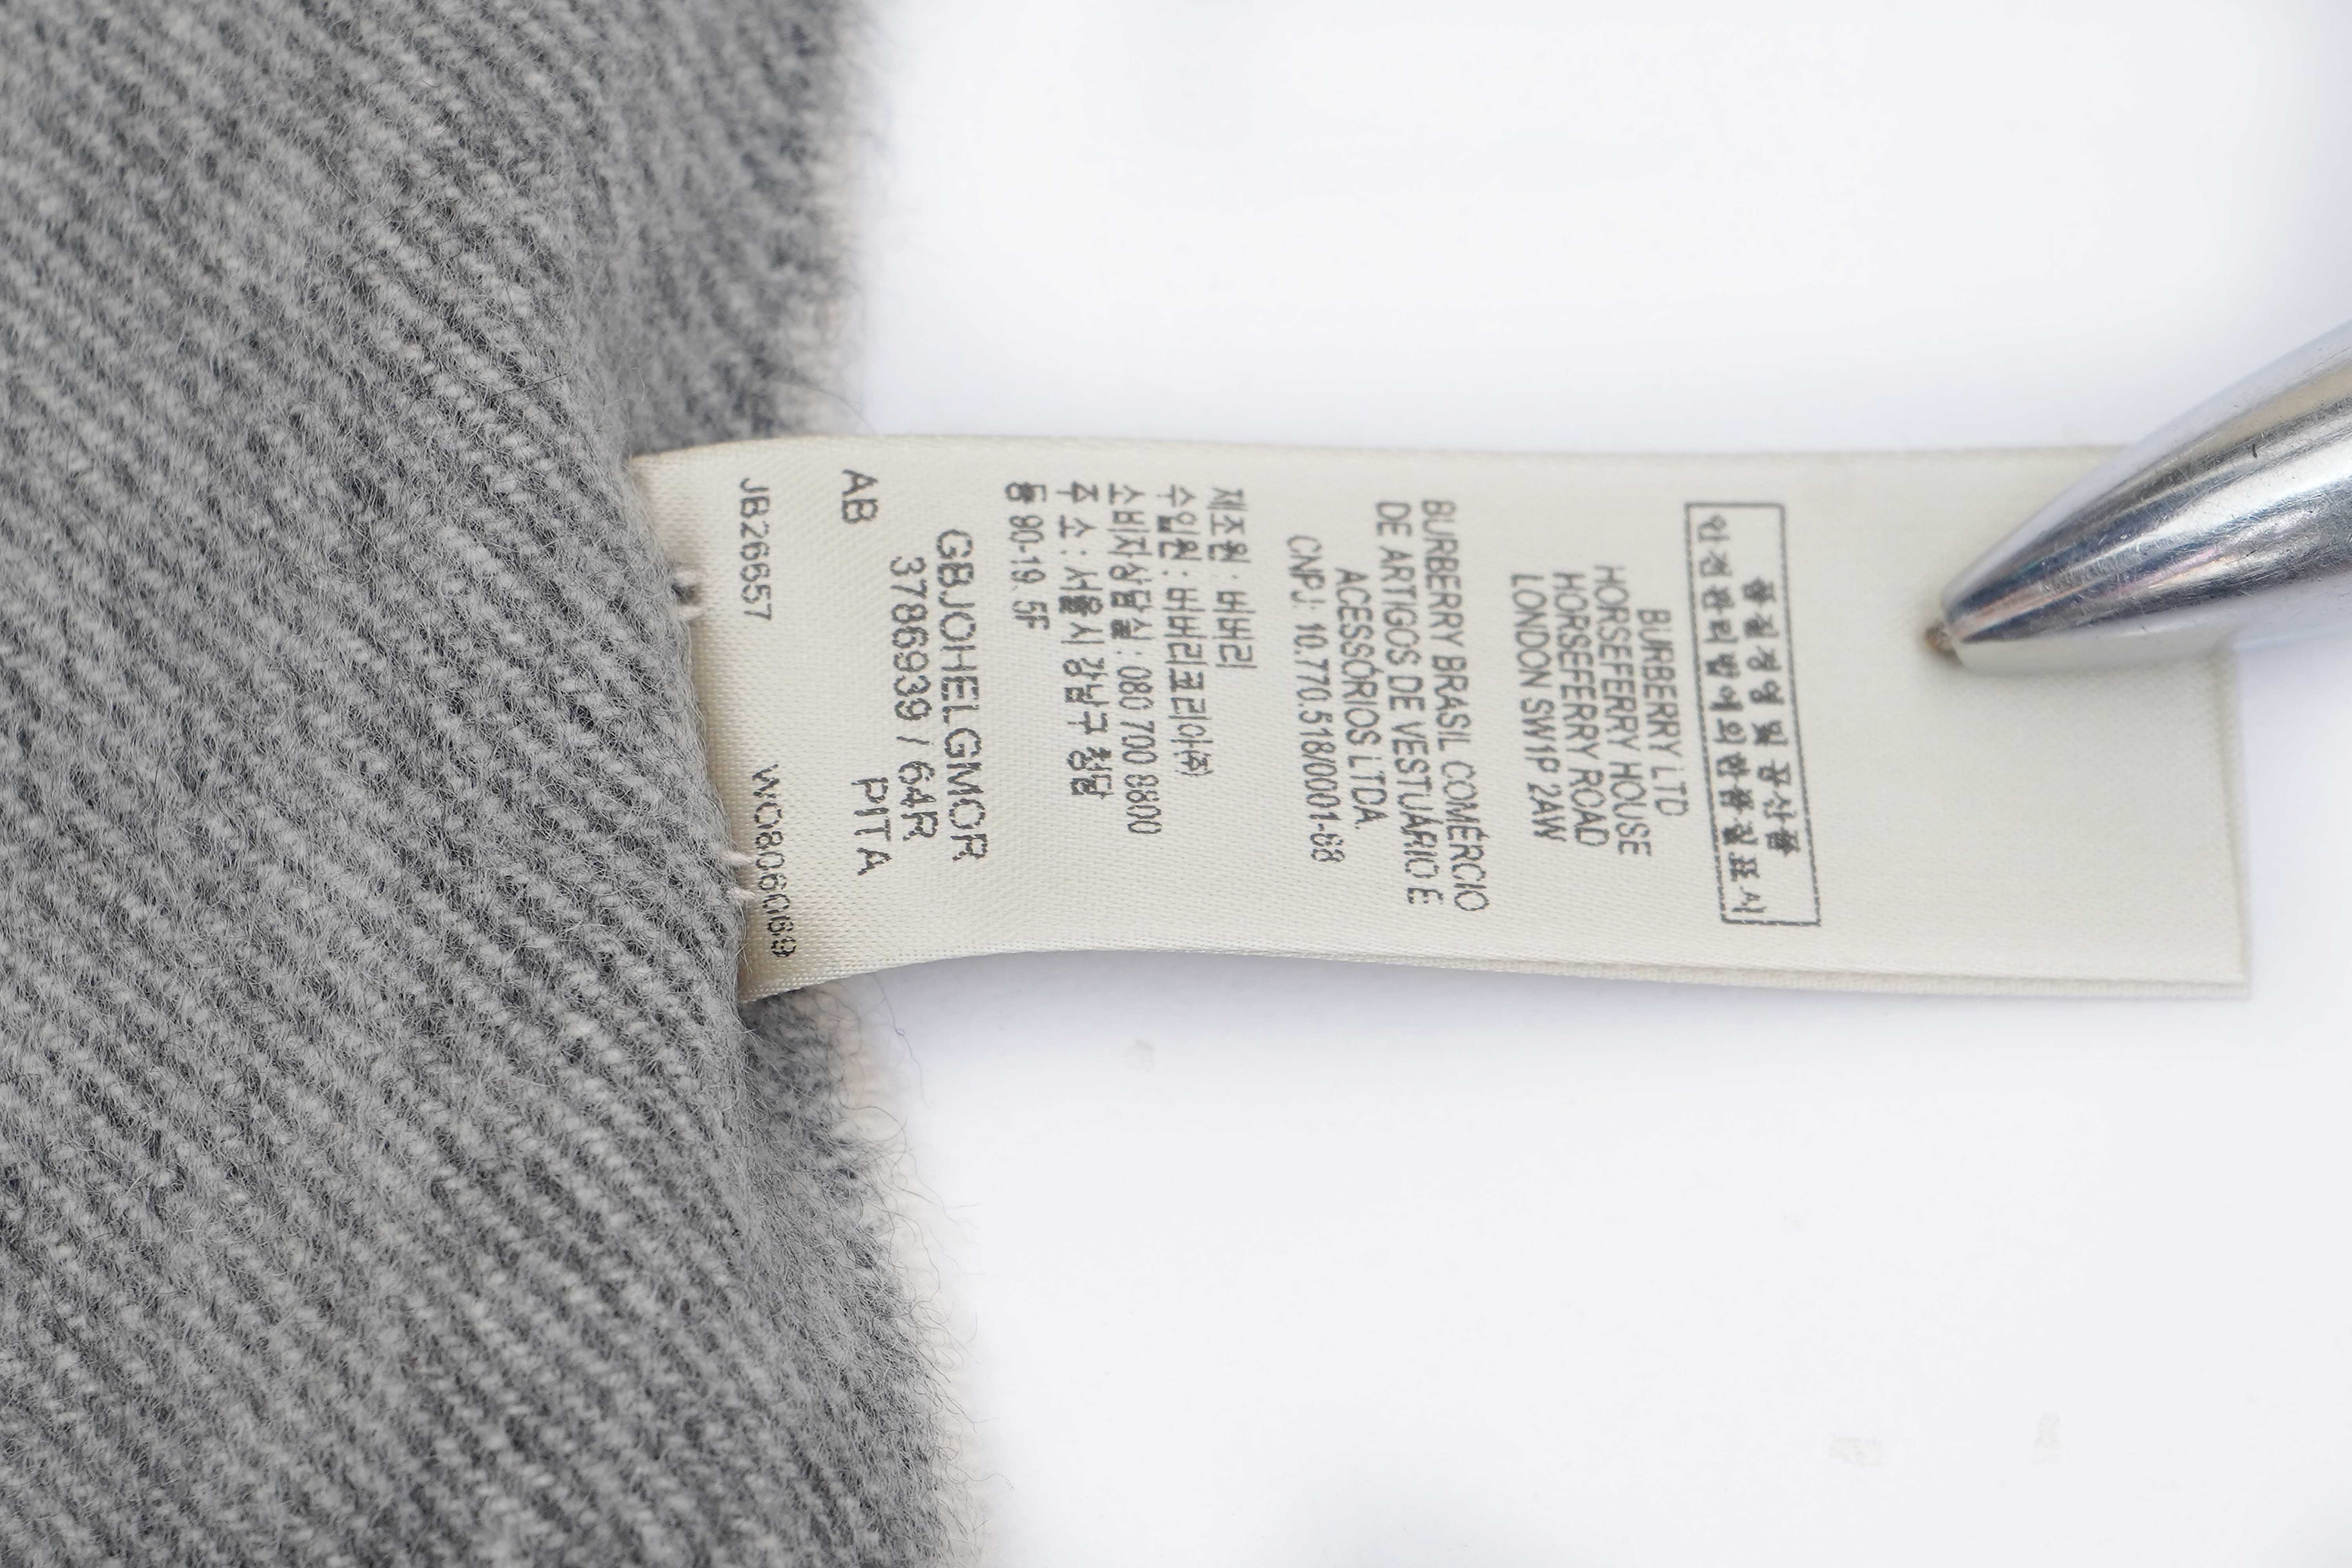 품질경영 및 공산품
안전관리법에 의한 품질표시
BURBERRY LTD
HORSEFERRY HOUSE
HORSEFERRY ROAD
LONDON SW1P 2AW
BURBERRY BRASIL COMÉRCIO
DE ARTIGOS DE VESTUÁRIO E
ACESSÓRIOS LTDA.
CNPJ: 10.770.518/0001-68
제조원 : 버버리
수입원 : 버버리코리아(주)
소비자상담실 : 080 700 8800
주 소 : 서울시 강남구 청담
동 80-19. 5F
GBJOHELGMOR
3786939 / 64R
AB PITA
JB26657 WO8060669